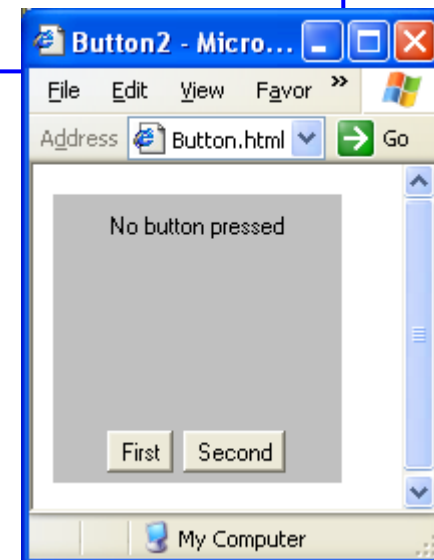 Button2 - Micro...
File Edit View Favor »
Address Button.html Go
No button pressed
First Second
My Computer